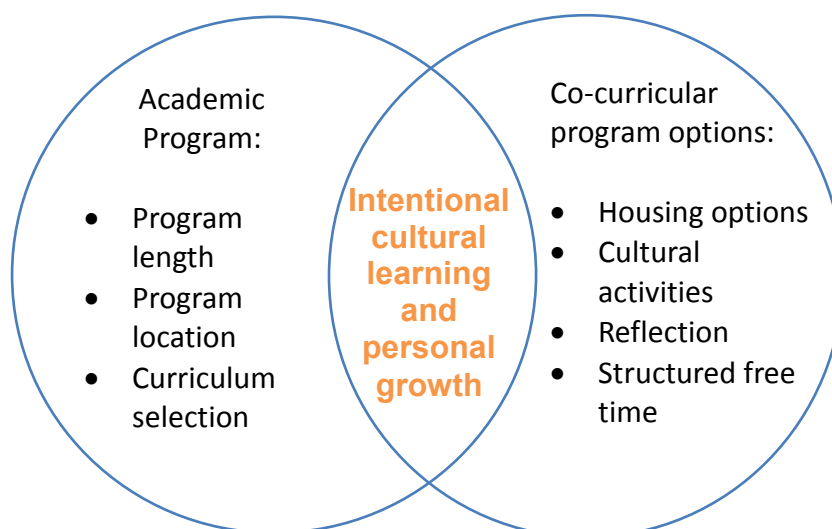 Academic
Program:
• Program
length
• Program
location
• Curriculum
selection
Intentional
cultural
learning
and
personal
growth
Co-curricular
program options:
• Housing options
• Cultural
activities
• Reflection
• Structured free
time